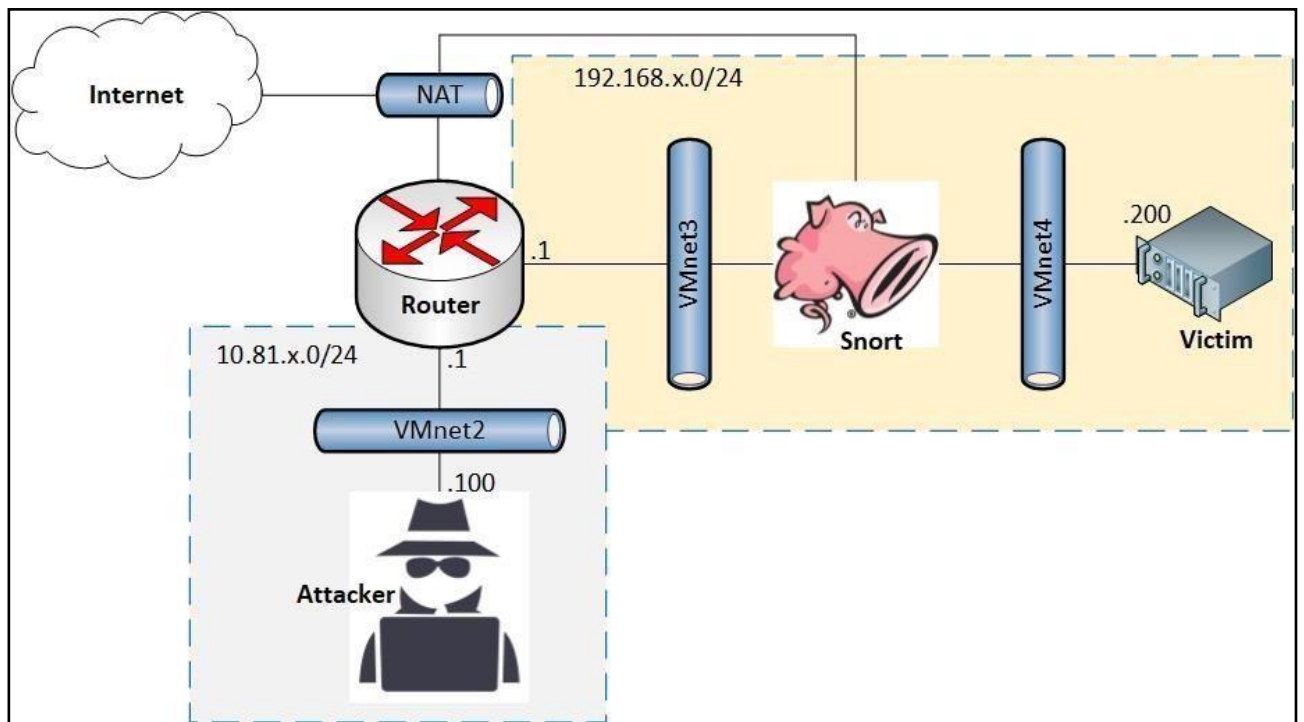 Internet
NAT
192.168.x.0/24
.1
Router
VMnet3
Snort
VMnet4
.200
Victim
10.81.x.0/24
.1
VMnet2
.100
Attacker